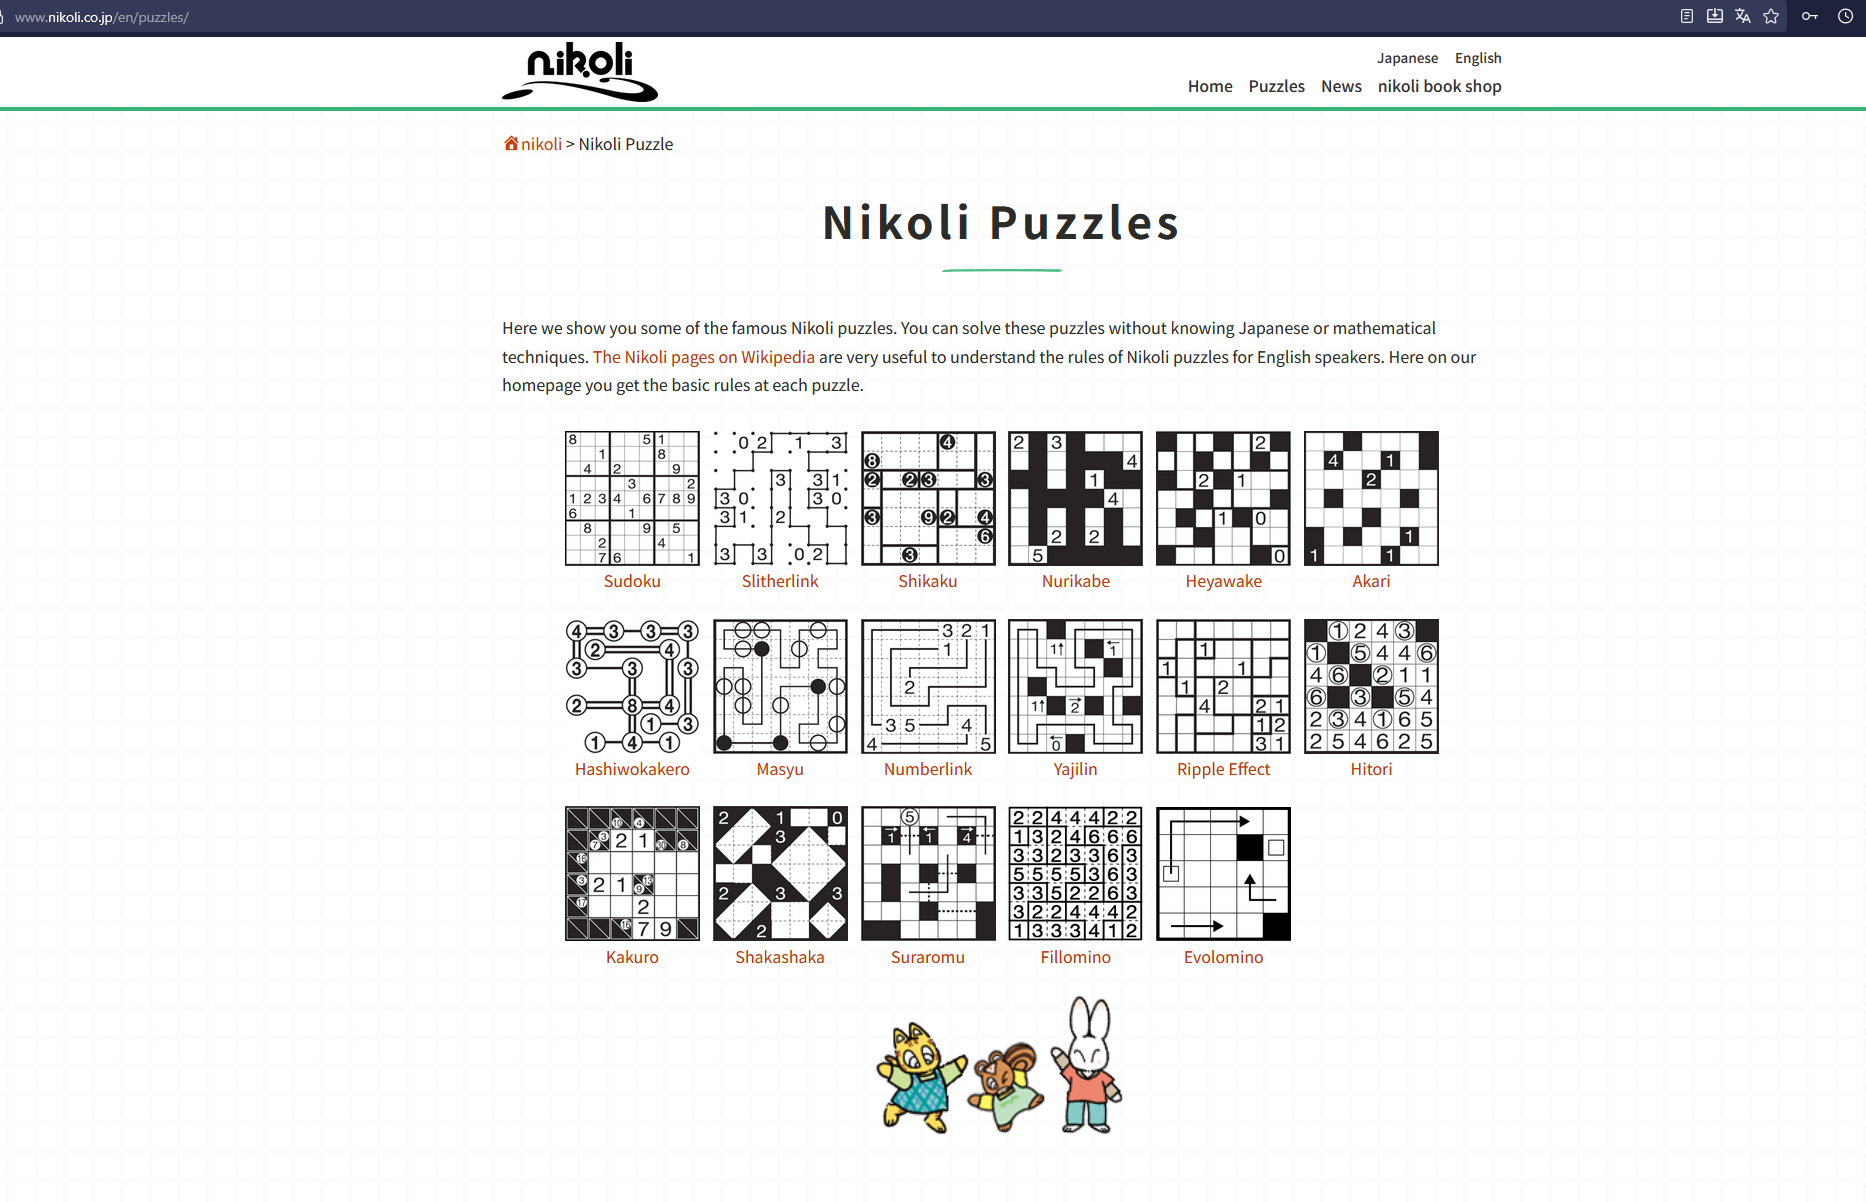 www.nikoli.co.jp/en/puzzles/
nikoli
Japanese English
Home Puzzles News nikoli book shop
nikoli > Nikoli Puzzle
Nikoli Puzzles
Here we show you some of the famous Nikoli puzzles. You can solve these puzzles without knowing Japanese or mathematical
techniques. The Nikoli pages on Wikipedia are very useful to understand the rules of Nikoli puzzles for English speakers. Here on our
homepage you get the basic rules at each puzzle.
Sudoku Slitherlink Shikaku Nurikabe Heyawake Akari
Hashiwokakero Masyu Numberlink Yajilin Ripple Effect Hitori
Kakuro Shakashaka Suraromu Fillomino Evolomino